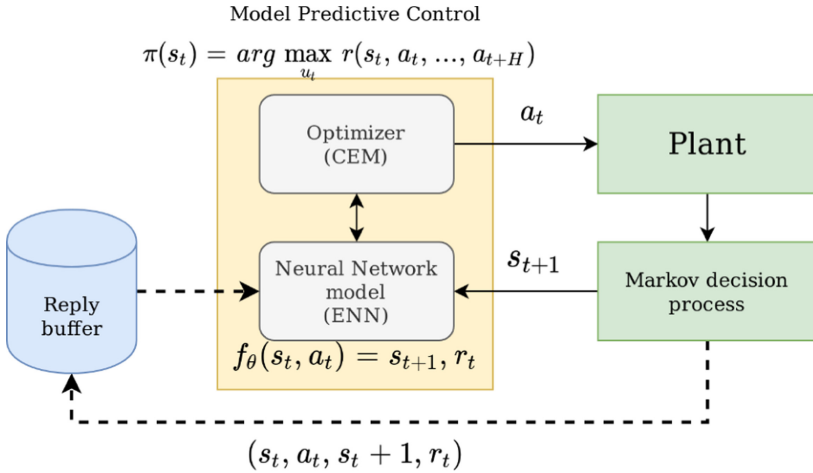 Model Predictive Control
π(s_t) = arg max_{u_t} r(s_t, a_t, ..., a_{t+H})
Optimizer
(CEM)
a_t
Plant
Neural Network
model
(ENN)
s_{t+1}
Markov decision
process
Reply
buffer
f_θ(s_t, a_t) = s_{t+1}, r_t
(s_t, a_t, s_t + 1, r_t)